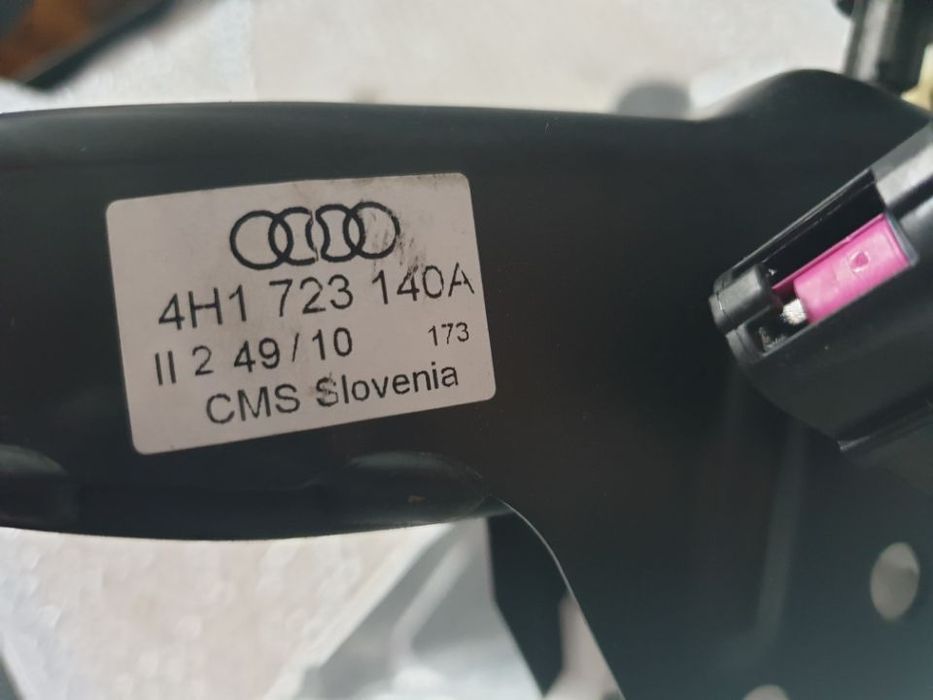 4H1 723 140A
II 2 49/10 173
CMS Slovenia